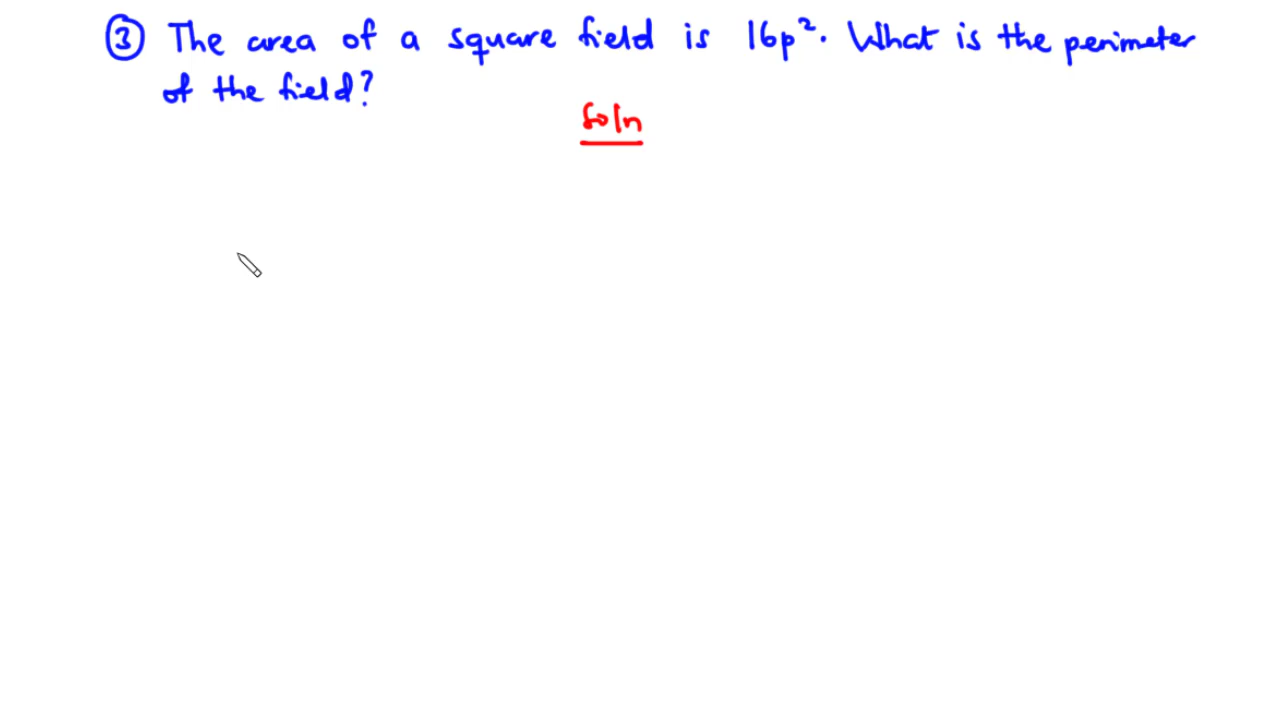 ③ The area of a square field is 16p². What is the perimeter
of the field?
Soln